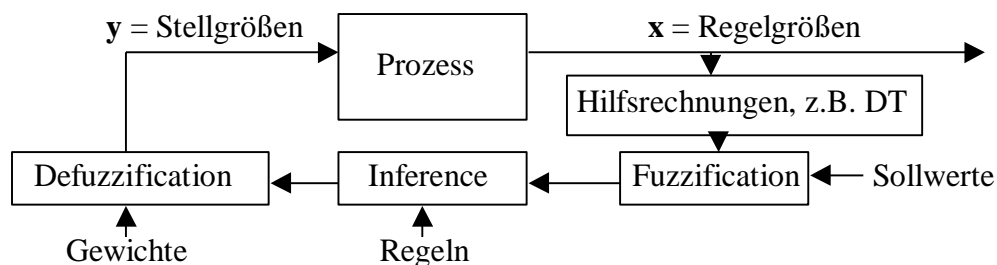 y = Stellgrößen
x = Regelgrößen
Prozess
Hilfsrechnungen, z.B. DT
Defuzzification
Inference
Fuzzification
Sollwerte
Gewichte
Regeln